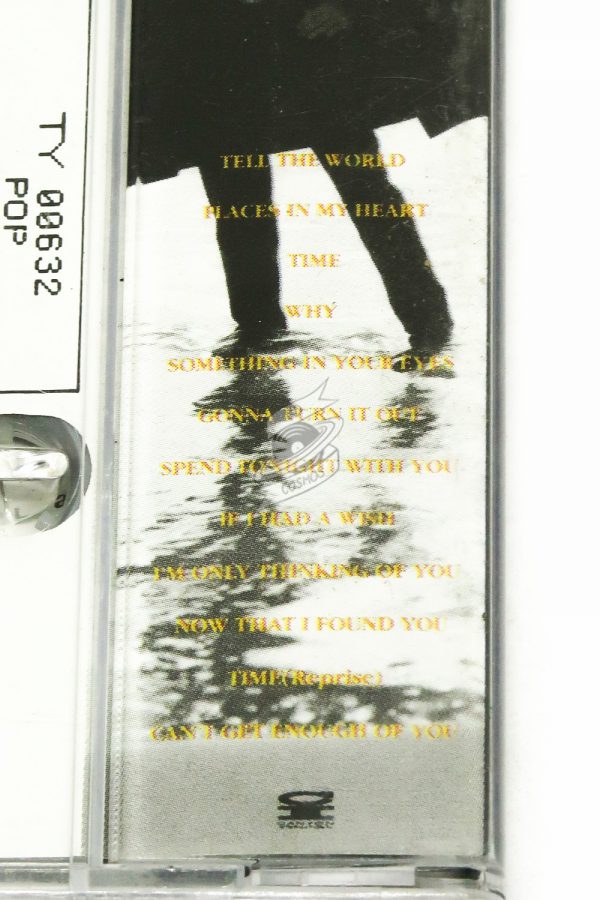 TY 00632
POP
TELL THE WORLD
PLACES IN MY HEART
TIME
WHY
SOMETHING IN YOUR EYES
GONNA TURN IT OUT
COSMOS
SPEND TONIGHT WITH YOU
IF I HAD A WISH
I'M ONLY THINKING OF YOU
NOW THAT I FOUND YOU
TIME(Reprise)
CAN'T GET ENOUGH OF YOU